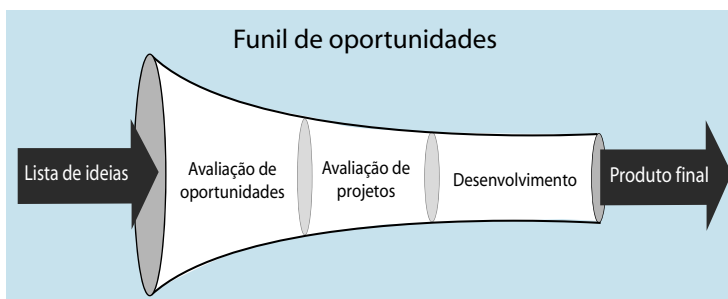 Funil de oportunidades
Lista de ideias
Avaliação de
oportunidades
Avaliação de
projetos
Desenvolvimento
Produto final